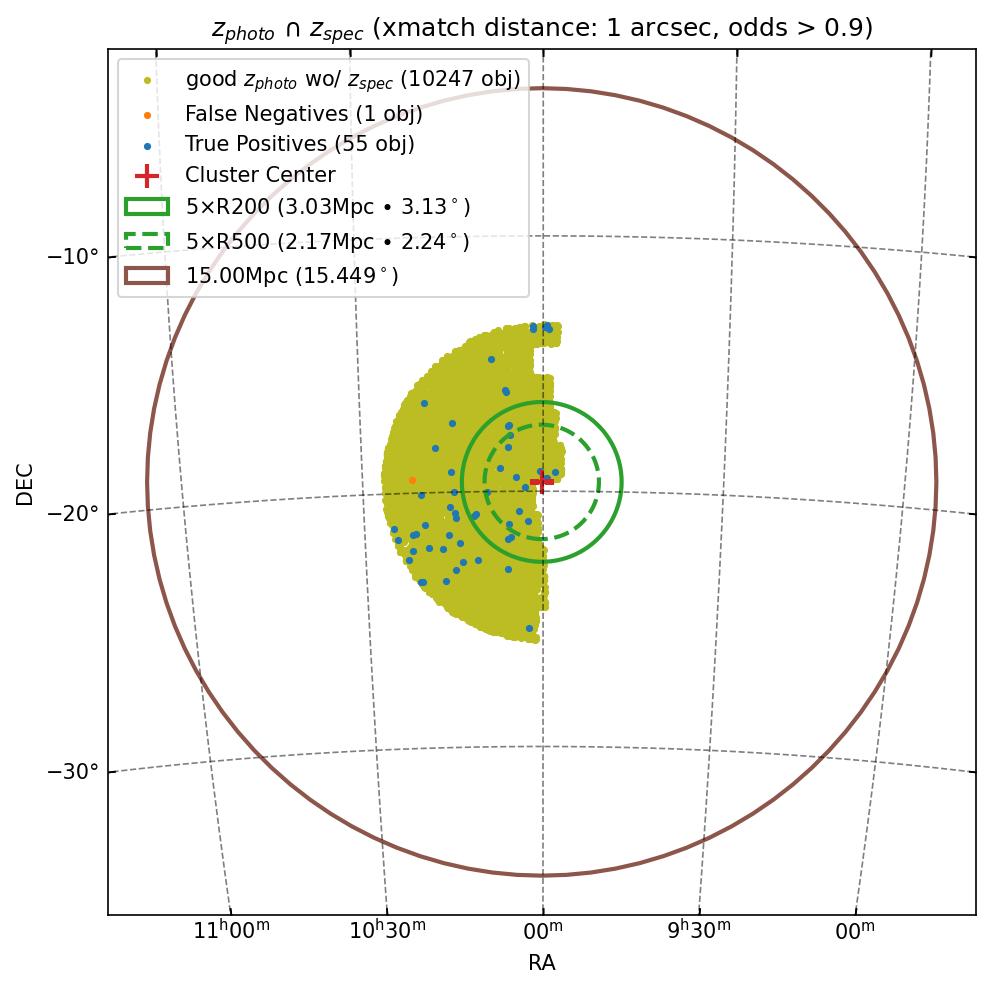 z_photo ∩ z_spec (xmatch distance: 1 arcsec, odds > 0.9)
good z_photo wo/ z_spec (10247 obj)
False Negatives (1 obj)
True Positives (55 obj)
Cluster Center
5×R200 (3.03Mpc • 3.13°)
5×R500 (2.17Mpc • 2.24°)
15.00Mpc (15.449°)
−10°
−20°
−30°
DEC
11h00m 10h30m 00m 9h30m 00m
RA